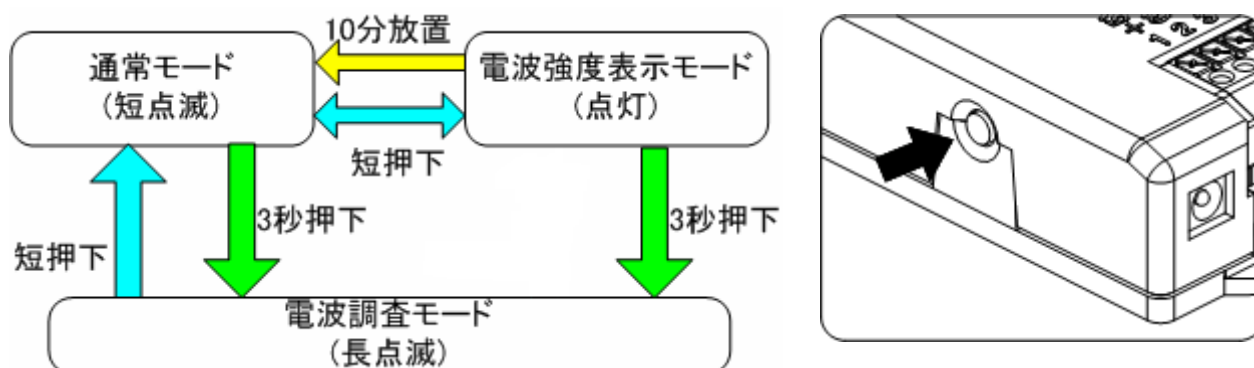 10分放置
通常モード
(短点滅)
電波強度表示モード
(点灯)
短押下
3秒押下
3秒押下
短押下
電波調査モード
(長点滅)